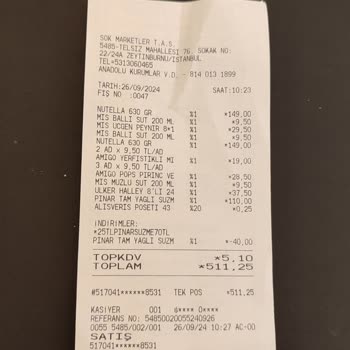 ŞOK MARKETLER T.A.S.
5485-TELSIZ MAHALLESI 76. SOKAK NO:
22/24A ZEYTINBURNU/ISTANBUL
TEL=5313060465
ANADOLU KURUMLAR V.D. - 814 013 1899
TARIH:26/09/2024 SAAT:10:23
FIS NO :0047
NUTELLA 630 GR %1 *149,00
MIS BALLI SUT 200 ML %1 *9,50
MIS UCGEN PEYNIR 8*1 %1 *29,50
MIS BALLI SUT 200 ML %1 *9,50
NUTELLA 630 GR %1 *149,00
2 AD x 9,50 TL/AD
AMIGO YERFISTIKLI MI %1 *19,00
3 AD x 9,50 TL/AD
AMIGO POPS PIRINC VE %1 *28,50
MIS MUZLU SUT 200 ML %1 *9,50
ULKER HALLEY 8'LI 24 %1 *37,50
PINAR TAM YAGLI SUZM %1 *110,00
ALISVERIS POSETI 43 %20 *0,25
INDIRIMLER:
*25TLPINARSUZME70TL
PINAR TAM YAGLI SUZM %1 *-40,00
TOPKDV *5,10
TOPLAM *511,25
#517041******8531 TEK POS *511,25
KASIYER 001 0**** O****
REFERANS NO: 54850020055240926
0055 5485/002/001 26/09/24 10:27 AC-00
SATIŞ
517041******8531